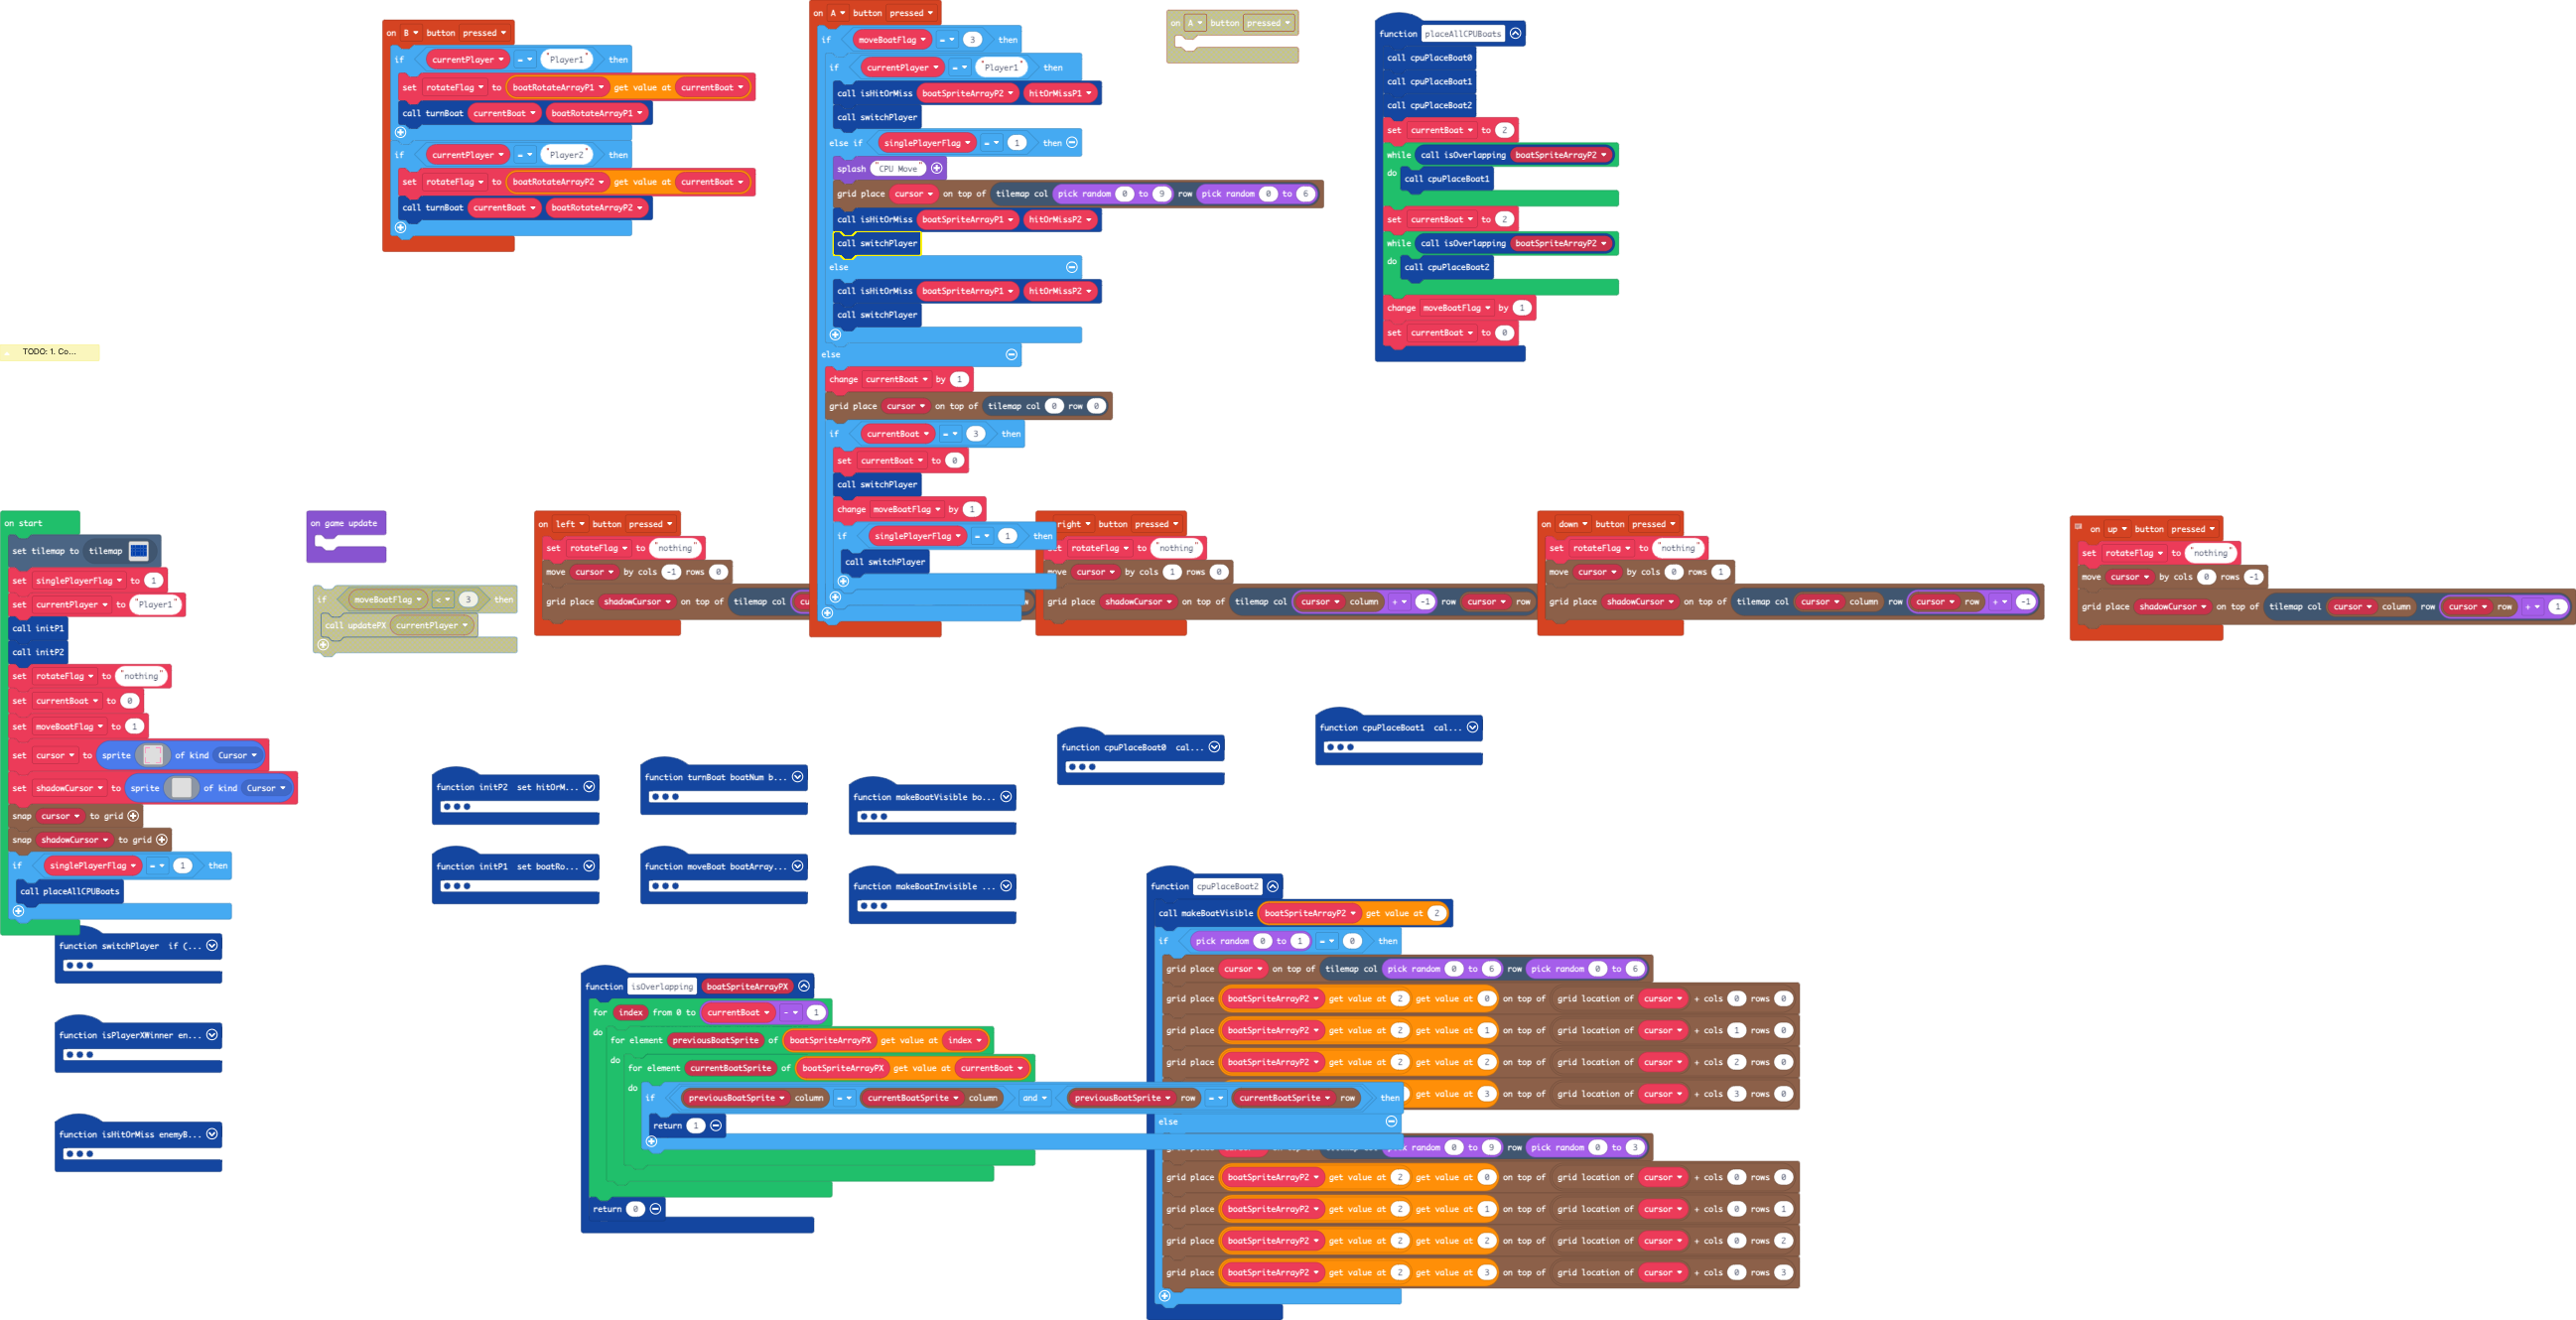 on B button pressed
if currentPlayer = "Player1" then
set rotateFlag to boatRotateArrayP1 get value at currentBoat
call turnBoat currentBoat boatRotateArrayP1
if currentPlayer = "Player2" then
set rotateFlag to boatRotateArrayP2 get value at currentBoat
call turnBoat currentBoat boatRotateArrayP2
on A button pressed
if moveBoatFlag = 3 then
if currentPlayer = "Player1" then
call isHitOrMiss boatSpriteArrayP2 hitOrMissP1
call switchPlayer
else if singlePlayerFlag = 1 then
splash "CPU Move"
grid place cursor on top of tilemap col pick random 0 to 9 row pick random 0 to 6
call isHitOrMiss boatSpriteArrayP1 hitOrMissP2
call switchPlayer
else
call isHitOrMiss boatSpriteArrayP1 hitOrMissP2
call switchPlayer
else
change currentBoat by 1
grid place cursor on top of tilemap col 0 row 0
if currentBoat = 3 then
set currentBoat to 0
call switchPlayer
change moveBoatFlag by 1
if singlePlayerFlag = 1 then
call switchPlayer
on A button pressed
function placeAllCPUBoats
call cpuPlaceBoat0
call cpuPlaceBoat1
call cpuPlaceBoat2
set currentBoat to 2
while call isOverlapping boatSpriteArrayP2
do call cpuPlaceBoat1
set currentBoat to 2
while call isOverlapping boatSpriteArrayP2
do call cpuPlaceBoat2
change moveBoatFlag by 1
set currentBoat to 0
TODO: 1. Co...
on start
set tilemap to tilemap
set singlePlayerFlag to 1
set currentPlayer to "Player1"
call initP1
call initP2
set rotateFlag to "nothing"
set currentBoat to 0
set moveBoatFlag to 1
set cursor to sprite of kind Cursor
set shadowCursor to sprite of kind Cursor
snap cursor to grid
snap shadowCursor to grid
if singlePlayerFlag = 1 then
call placeAllCPUBoats
on game update
if moveBoatFlag < 3 then
call updatePX currentPlayer
on left button pressed
set rotateFlag to "nothing"
move cursor by cols -1 rows 0
grid place shadowCursor on top of tilemap col
right button pressed
rotateFlag to "nothing"
move cursor by cols 1 rows 0
grid place shadowCursor on top of tilemap col cursor column + -1 row cursor row
on down button pressed
set rotateFlag to "nothing"
move cursor by cols 0 rows 1
grid place shadowCursor on top of tilemap col cursor column row cursor row + -1
on up button pressed
set rotateFlag to "nothing"
move cursor by cols 0 rows -1
grid place shadowCursor on top of tilemap col cursor column row cursor row + 1
function cpuPlaceBoat0 cal...
function cpuPlaceBoat1 cal...
function initP2 set hitOrM...
function turnBoat boatNum b...
function makeBoatVisible bo...
function initP1 set boatRo...
function moveBoat boatArray...
function makeBoatInvisible ...
function switchPlayer if (...
function isPlayerXWinner en...
function isHitOrMiss enemyB...
function isOverlapping boatSpriteArrayPX
for index from 0 to currentBoat - 1
do for element previousBoatSprite of boatSpriteArrayPX get value at index
do for element currentBoatSprite of boatSpriteArrayPX get value at currentBoat
do if previousBoatSprite column = currentBoatSprite column and previousBoatSprite row = currentBoatSprite row then
return 1
return 0
function cpuPlaceBoat2
call makeBoatVisible boatSpriteArrayP2 get value at 2
if pick random 0 to 1 = 0 then
grid place cursor on top of tilemap col pick random 0 to 6 row pick random 0 to 6
grid place boatSpriteArrayP2 get value at 2 get value at 0 on top of grid location of cursor + cols 0 rows 0
grid place boatSpriteArrayP2 get value at 2 get value at 1 on top of grid location of cursor + cols 1 rows 0
grid place boatSpriteArrayP2 get value at 2 get value at 2 on top of grid location of cursor + cols 2 rows 0
get value at 3 on top of grid location of cursor + cols 3 rows 0
else
random 0 to 9 row pick random 0 to 3
grid place boatSpriteArrayP2 get value at 2 get value at 0 on top of grid location of cursor + cols 0 rows 0
grid place boatSpriteArrayP2 get value at 2 get value at 1 on top of grid location of cursor + cols 0 rows 1
grid place boatSpriteArrayP2 get value at 2 get value at 2 on top of grid location of cursor + cols 0 rows 2
grid place boatSpriteArrayP2 get value at 2 get value at 3 on top of grid location of cursor + cols 0 rows 3